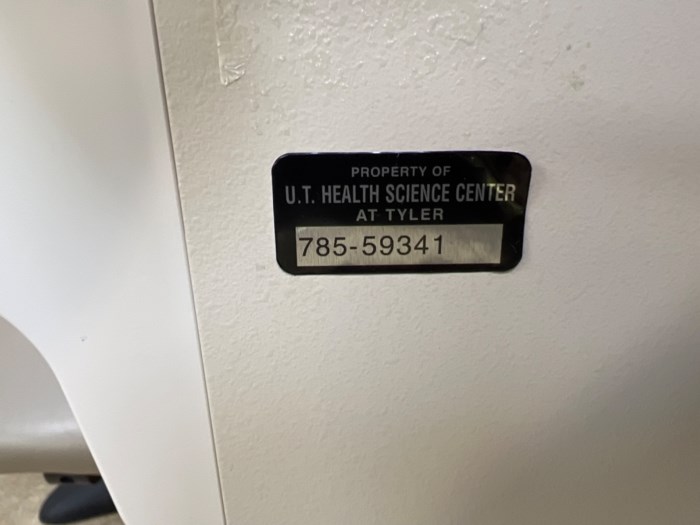 PROPERTY OF
U.T. HEALTH SCIENCE CENTER
AT TYLER
785-59341